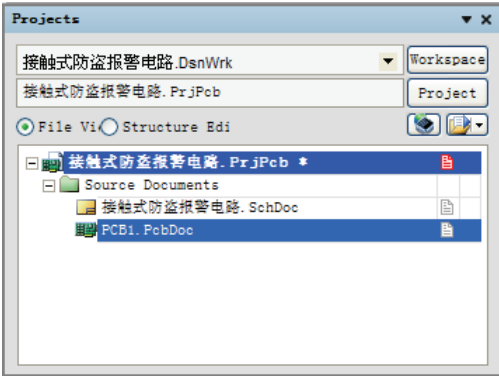 Projects
接触式防盗报警电路.DsnWrk
Workspace
接触式防盗报警电路.PrjPcb
Project
File Vi
Structure Edi
接触式防盗报警电路.PrjPcb *
Source Documents
接触式防盗报警电路.SchDoc
PCB1.PcbDoc